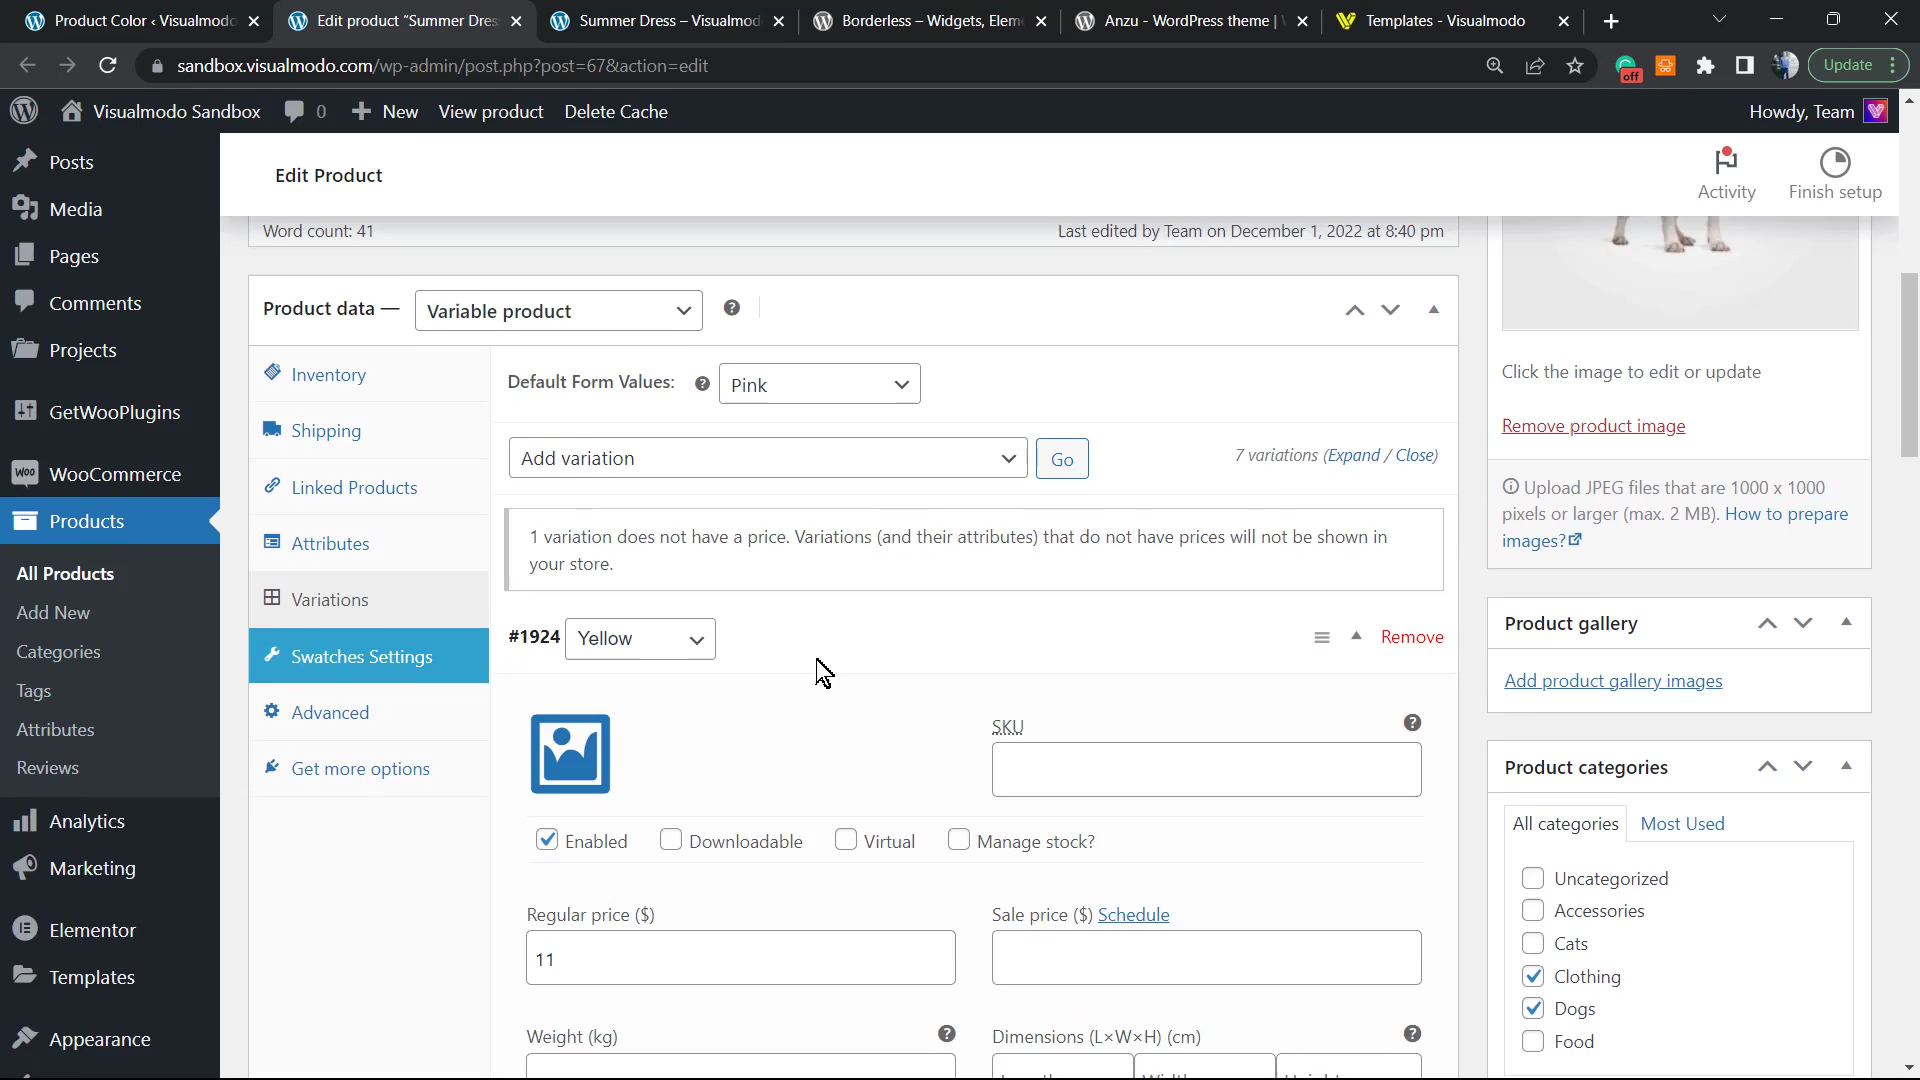 Product Color ‹ Visualmodo
Edit product “Summer Dres
Summer Dress – Visualmod
Borderless – Widgets, Elem
Anzu - WordPress theme |
Templates - Visualmodo
sandbox.visualmodo.com/wp-admin/post.php?post=67&action=edit
off
Update
Visualmodo Sandbox
0
New
View product
Delete Cache
Howdy, Team
Posts
Media
Pages
Comments
Projects
GetWooPlugins
WooCommerce
Products
All Products
Add New
Categories
Tags
Attributes
Reviews
Analytics
Marketing
Elementor
Templates
Appearance
Edit Product
Activity
Finish setup
Word count: 41
Last edited by Team on December 1, 2022 at 8:40 pm
Product data —
Variable product
Inventory
Shipping
Linked Products
Attributes
Variations
Swatches Settings
Advanced
Get more options
Default Form Values:
Pink
Add variation
Go
7 variations (Expand / Close)
1 variation does not have a price. Variations (and their attributes) that do not have prices will not be shown in
your store.
#1924
Yellow
Remove
SKU
Enabled
Downloadable
Virtual
Manage stock?
Regular price ($)
11
Sale price ($) Schedule
Weight (kg)
Dimensions (L×W×H) (cm)
Click the image to edit or update
Remove product image
Upload JPEG files that are 1000 x 1000
pixels or larger (max. 2 MB). How to prepare
images?
Product gallery
Add product gallery images
Product categories
All categories
Most Used
Uncategorized
Accessories
Cats
Clothing
Dogs
Food